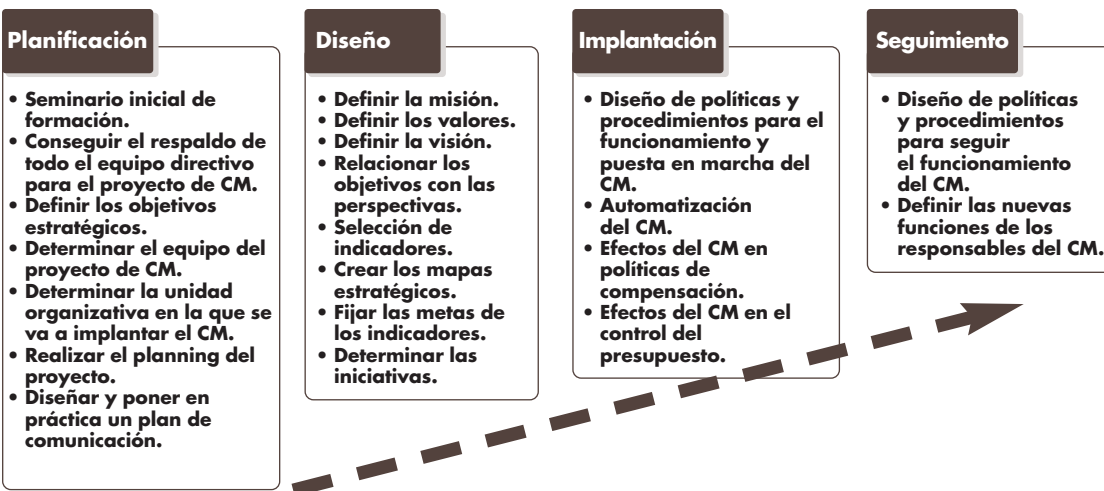 Planificación
• Seminario inicial de
formación.
• Conseguir el respaldo de
todo el equipo directivo
para el proyecto de CM.
• Definir los objetivos
estratégicos.
• Determinar el equipo del
proyecto de CM.
• Determinar la unidad
organizativa en la que se
va a implantar el CM.
• Realizar el planning del
proyecto.
• Diseñar y poner en
práctica un plan de
comunicación.
Diseño
• Definir la misión.
• Definir los valores.
• Definir la visión.
• Relacionar los
objetivos con las
perspectivas.
• Selección de
indicadores.
• Crear los mapas
estratégicos.
• Fijar las metas de
los indicadores.
• Determinar las
iniciativas.
Implantación
• Diseño de políticas y
procedimientos para el
funcionamiento y
puesta en marcha del
CM.
• Automatización
del CM.
• Efectos del CM en
políticas de
compensación.
• Efectos del CM en el
control del
presupuesto.
Seguimiento
• Diseño de políticas
y procedimientos
para seguir
el funcionamiento
del CM.
• Definir las nuevas
funciones de los
responsables del CM.